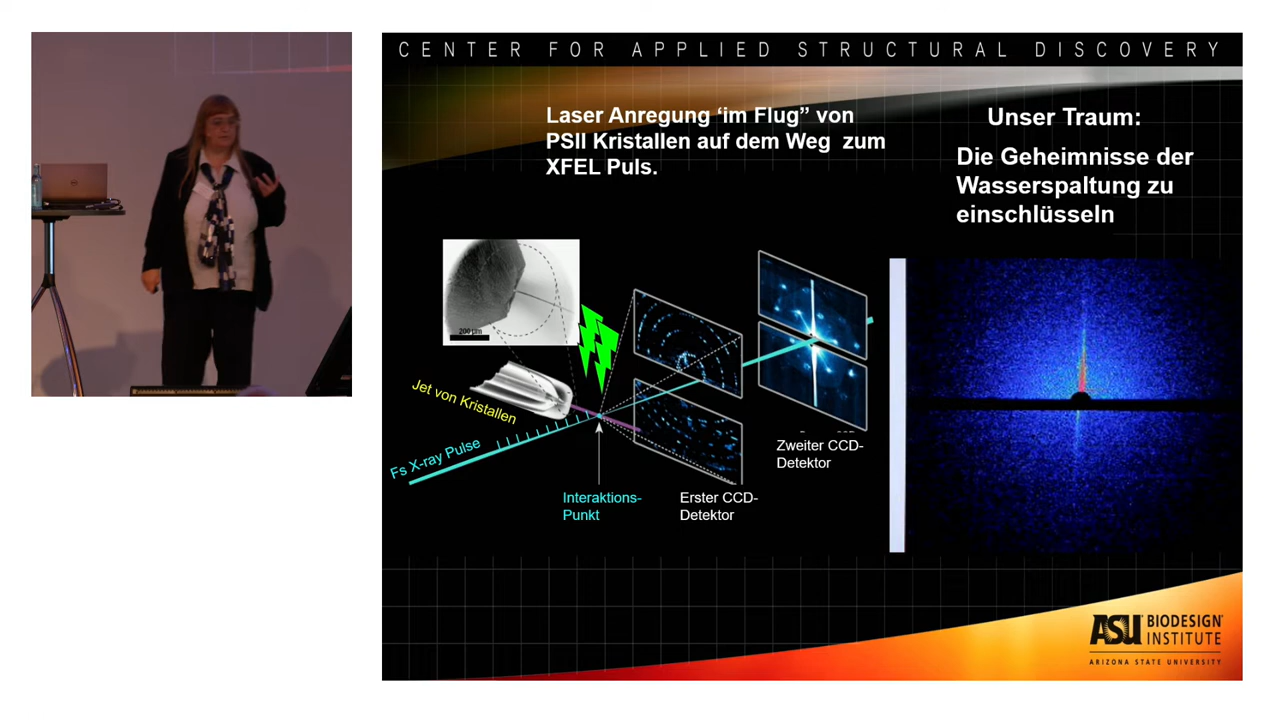 CENTER FOR APPLIED STRUCTURAL DISCOVERY
Laser Anregung ‘im Flug” von
PSII Kristallen auf dem Weg zum
XFEL Puls.
Unser Traum:
Die Geheimnisse der
Wasserspaltung zu
einschlüsseln
200 µm
Jet von Kristallen
Fs X-ray Pulse
Interaktions-
Punkt
Erster CCD-
Detektor
Zweiter CCD-
Detektor
ASU BIODESIGN
INSTITUTE
ARIZONA STATE UNIVERSITY